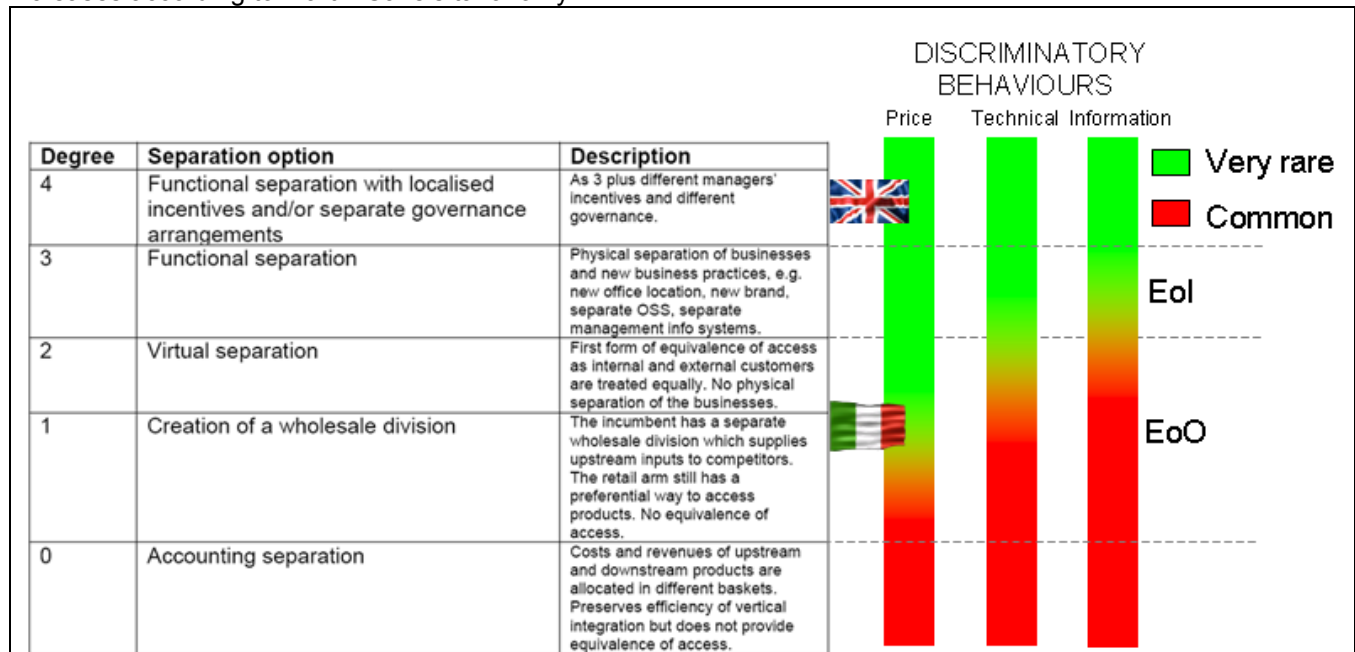 DISCRIMINATORY
BEHAVIOURS
Price Technical Information
Very rare
Common
Degree Separation option Description
4 Functional separation with localised
incentives and/or separate governance
arrangements
As 3 plus different managers'
incentives and different
governance.
3 Functional separation
Physical separation of businesses
and new business practices, e.g.
new office location, new brand,
separate OSS, separate
management info systems.
EoI
2 Virtual separation
First form of equivalence of access
as internal and external customers
are treated equally. No physical
separation of the businesses.
1 Creation of a wholesale division
The incumbent has a separate
wholesale division which supplies
upstream inputs to competitors.
The retail arm still has a
preferential way to access
products. No equivalence of
access.
EoO
0 Accounting separation
Costs and revenues of upstream
and downstream products are
allocated in different baskets.
Preserves efficiency of vertical
integration but does not provide
equivalence of access.